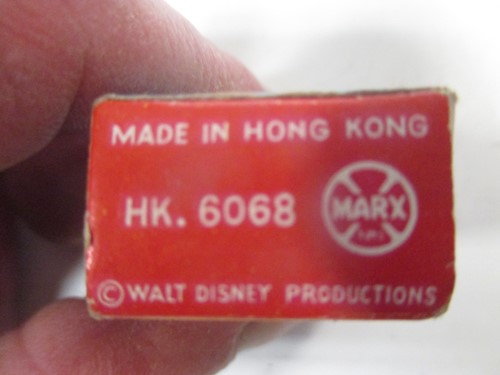 MADE IN HONG KONG
HK. 6068
MARX
© WALT DISNEY PRODUCTIONS